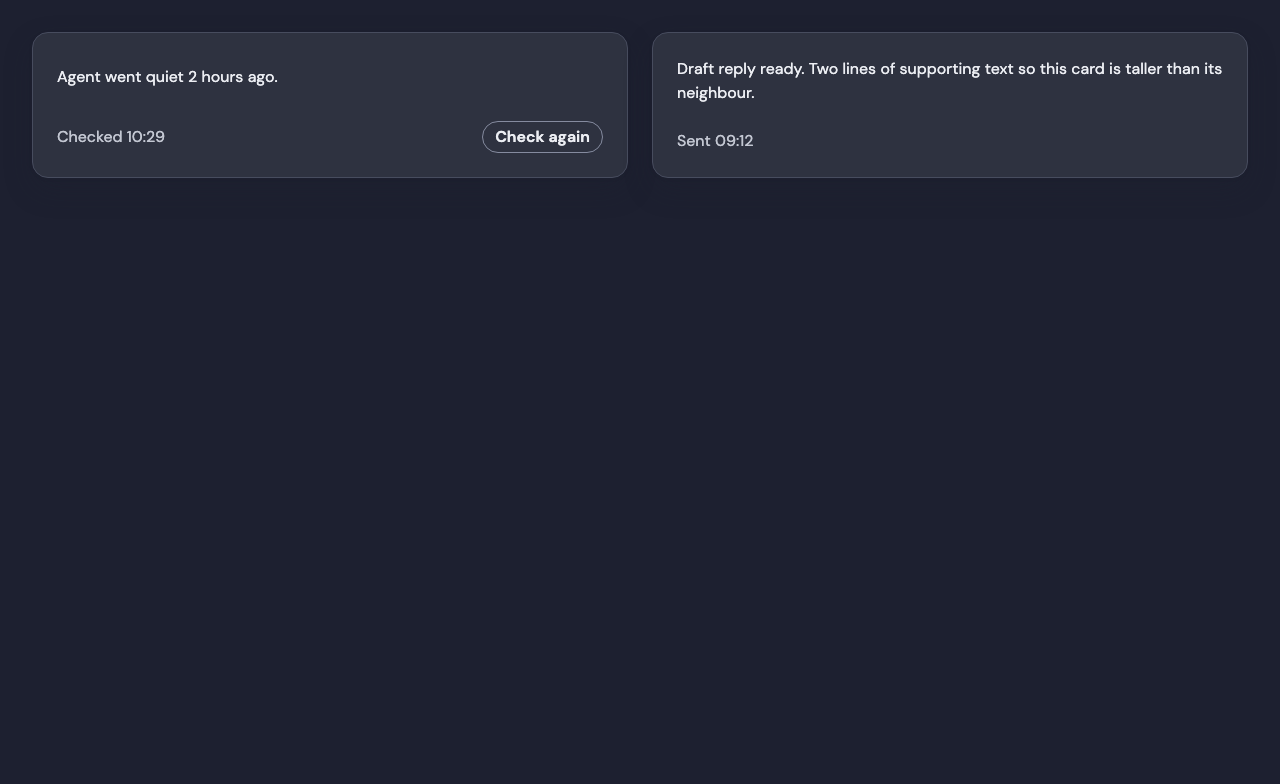 Agent went quiet 2 hours ago.
Checked 10:29
Check again
Draft reply ready. Two lines of supporting text so this card is taller than its
neighbour.
Sent 09:12